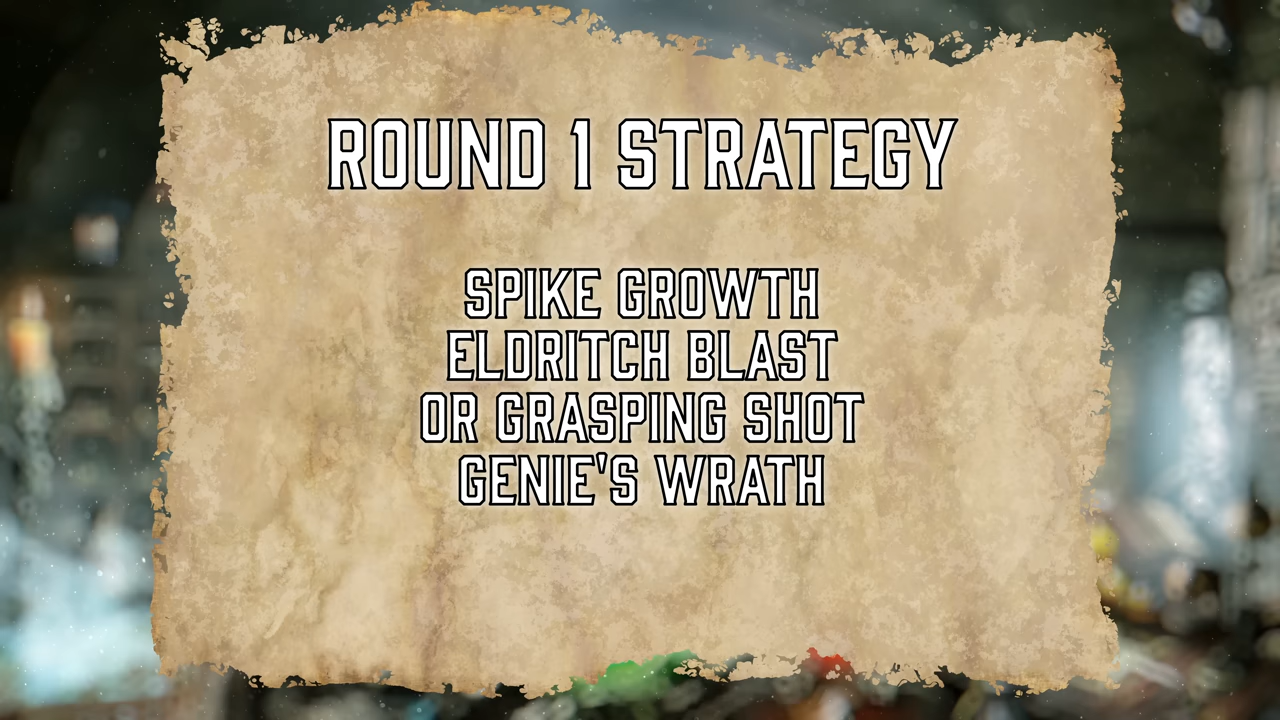 ROUND 1 STRATEGY
SPIKE GROWTH
ELDRITCH BLAST
OR GRASPING SHOT
GENIE'S WRATH